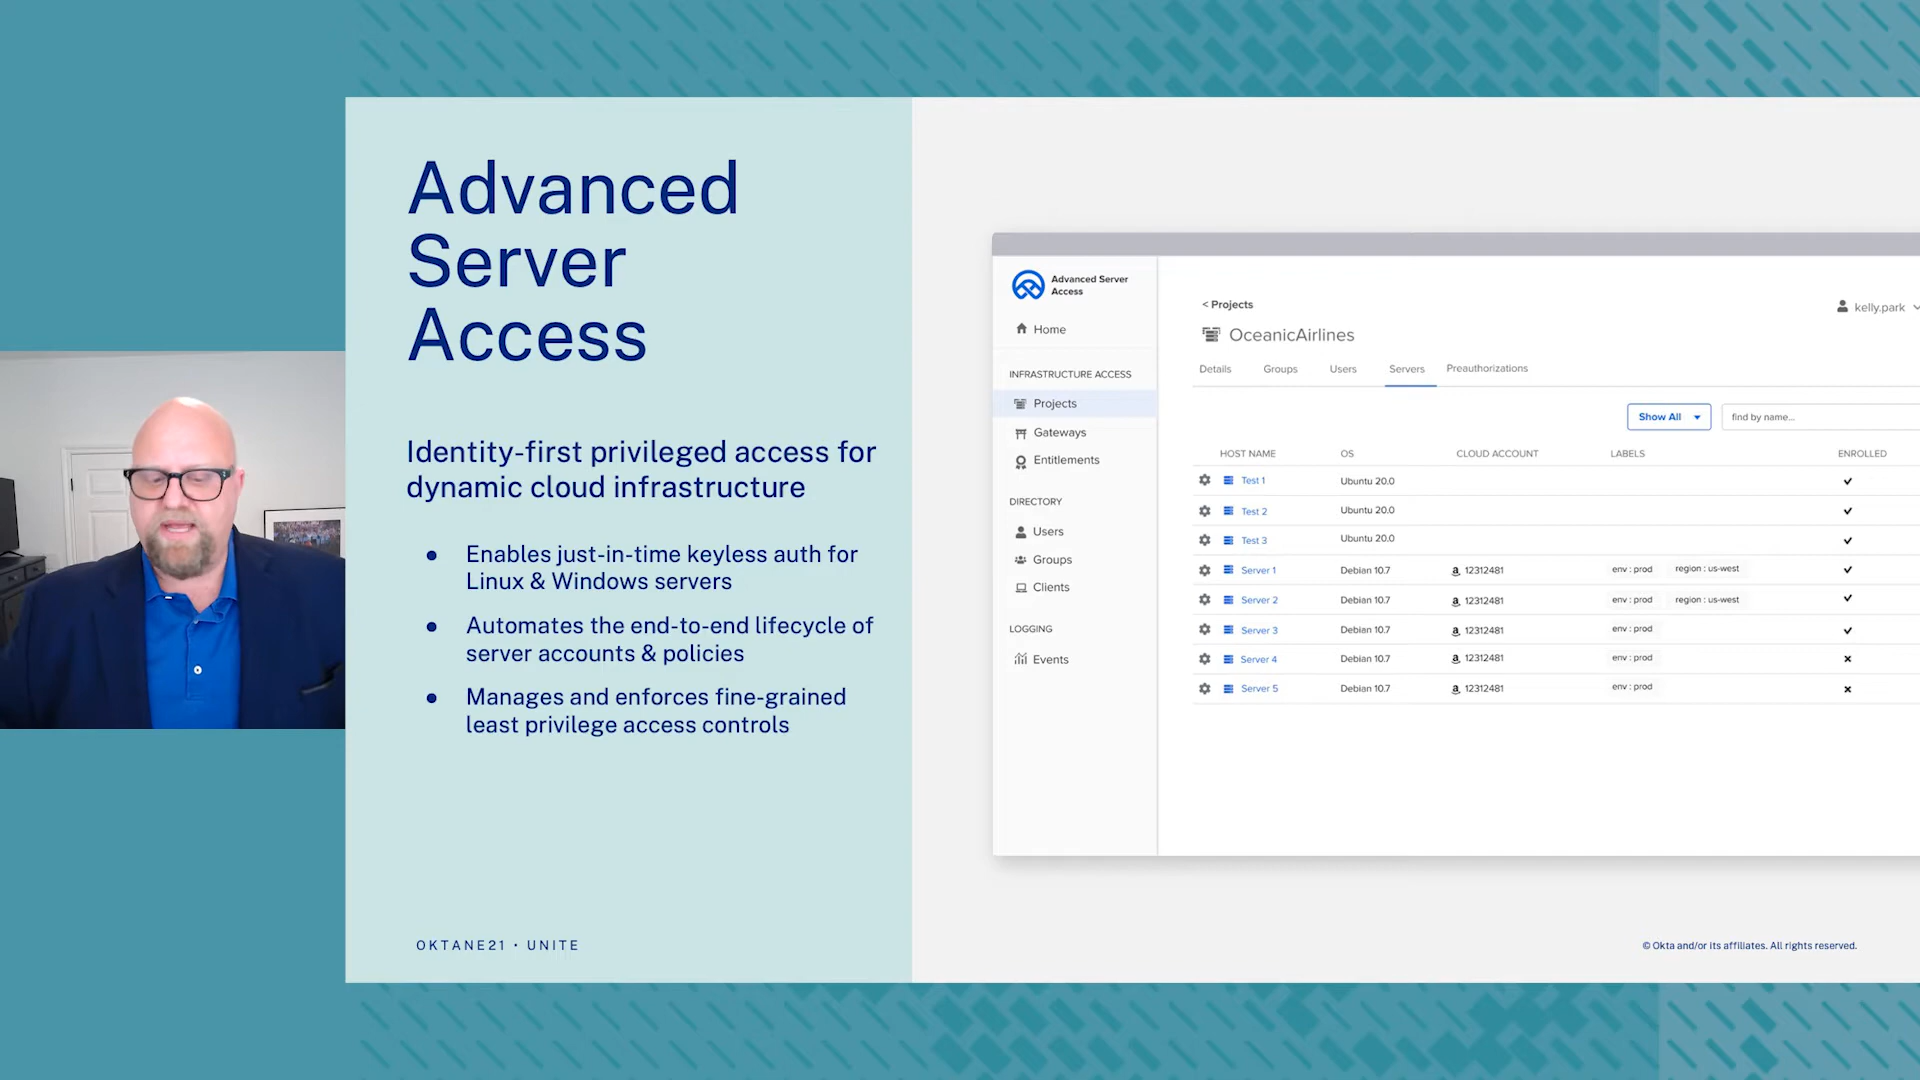 Advanced
Server
Access
Identity-first privileged access for
dynamic cloud infrastructure
● Enables just-in-time keyless auth for
Linux & Windows servers
● Automates the end-to-end lifecycle of
server accounts & policies
● Manages and enforces fine-grained
least privilege access controls
OKTANE21 • UNITE
Advanced Server
Access
Home
INFRASTRUCTURE ACCESS
Projects
Gateways
Entitlements
DIRECTORY
Users
Groups
Clients
LOGGING
Events
< Projects
kelly.park
OceanicAirlines
Details Groups Users Servers Preauthorizations
Show All find by name...
HOST NAME OS CLOUD ACCOUNT LABELS ENROLLED
Test 1 Ubuntu 20.0 ✓
Test 2 Ubuntu 20.0 ✓
Test 3 Ubuntu 20.0 ✓
Server 1 Debian 10.7 a 12312481 env : prod region : us-west ✓
Server 2 Debian 10.7 a 12312481 env : prod region : us-west ✓
Server 3 Debian 10.7 a 12312481 env : prod ✓
Server 4 Debian 10.7 a 12312481 env : prod ×
Server 5 Debian 10.7 a 12312481 env : prod ×
© Okta and/or its affiliates. All rights reserved.